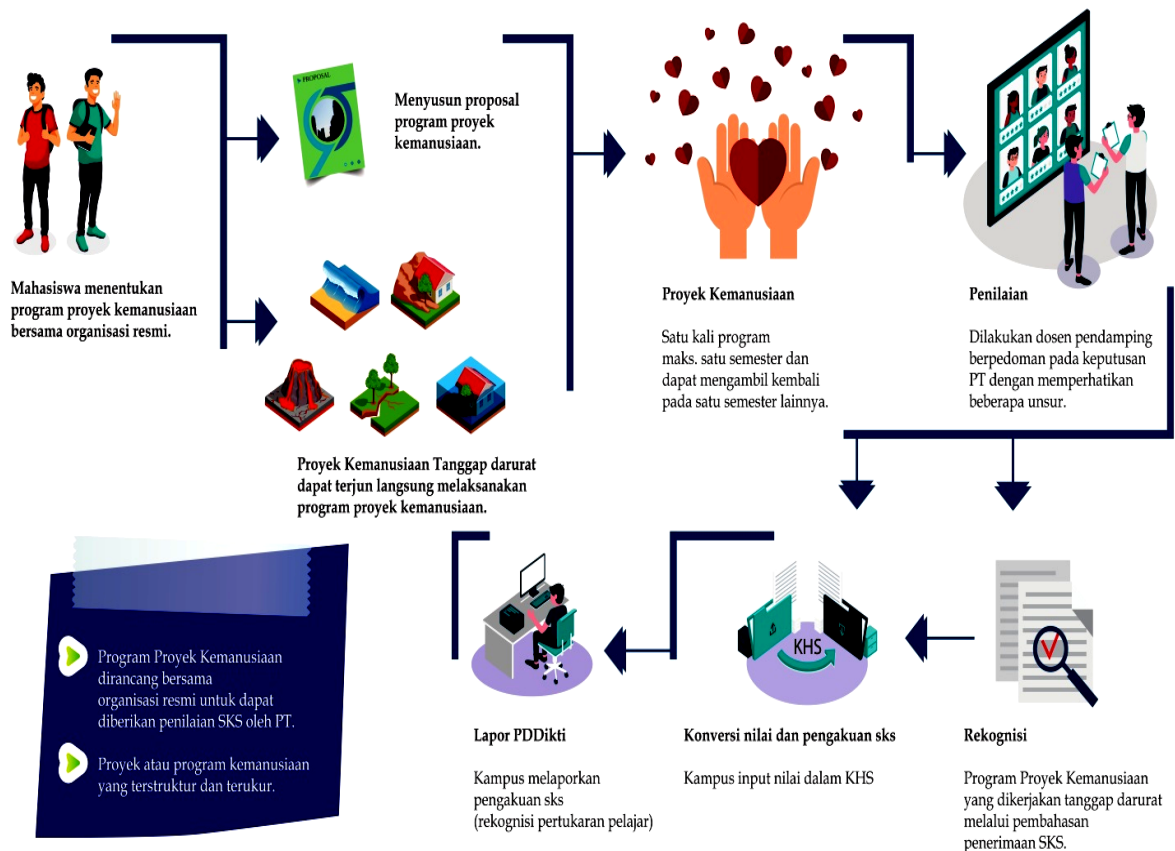 PROPOSAL
Menyusun proposal
program proyek
kemanusiaan.
Mahasiswa menentukan
program proyek kemanusiaan
bersama organisasi resmi.
Proyek Kemanusiaan Tanggap darurat
dapat terjun langsung melaksanakan
program proyek kemanusiaan.
Proyek Kemanusiaan
Satu kali program
maks. satu semester dan
dapat mengambil kembali
pada satu semester lainnya.
Penilaian
Dilakukan dosen pendamping
berpedoman pada keputusan
PT dengan memperhatikan
beberapa unsur.
Rekognisi
Program Proyek Kemanusiaan
yang dikerjakan tanggap darurat
melalui pembahasan
penerimaan SKS.
KHS
Konversi nilai dan pengakuan sks
Kampus input nilai dalam KHS
Lapor PDDikti
Kampus melaporkan
pengakuan sks
(rekognisi pertukaran pelajar)
Program Proyek Kemanusiaan
dirancang bersama
organisasi resmi untuk dapat
diberikan penilaian SKS oleh PT.
Proyek atau program kemanusiaan
yang terstruktur dan terukur.